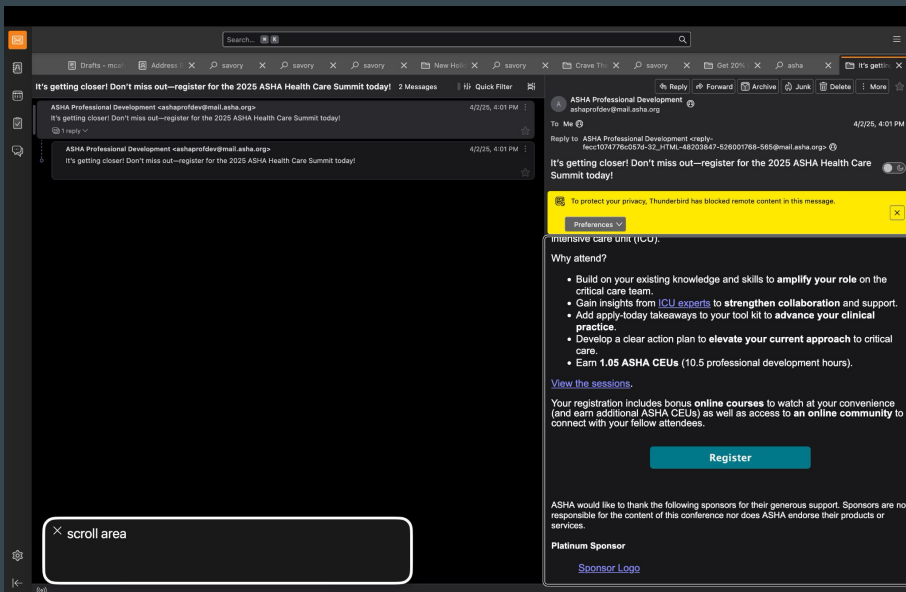 Search... ⌘ K
Drafts - mcal
Address
savory
savory
savory
New Holic
savory
Crave The
savory
Get 20%
asha
It's getting
It's getting closer! Don't miss out—register for the 2025 ASHA Health Care Summit today! 2 Messages
Quick Filter
ASHA Professional Development <ashaprofdev@mail.asha.org> 4/2/25, 4:01 PM
It's getting closer! Don't miss out—register for the 2025 ASHA Health Care Summit today!
1 reply
ASHA Professional Development <ashaprofdev@mail.asha.org> 4/2/25, 4:01 PM
It's getting closer! Don't miss out—register for the 2025 ASHA Health Care Summit today!
Reply Forward Archive Junk Delete More
A ASHA Professional Development
ashaprofdev@mail.asha.org
To Me 4/2/25, 4:01 PM
Reply to ASHA Professional Development <reply-
fecc1074776c057d-32_HTML-48203847-526001768-565@mail.asha.org>
It's getting closer! Don't miss out—register for the 2025 ASHA Health Care
Summit today!
To protect your privacy, Thunderbird has blocked remote content in this message.
Preferences
intensive care unit (ICU).
Why attend?
• Build on your existing knowledge and skills to amplify your role on the
critical care team.
• Gain insights from ICU experts to strengthen collaboration and support.
• Add apply-today takeaways to your tool kit to advance your clinical
practice.
• Develop a clear action plan to elevate your current approach to critical
care.
• Earn 1.05 ASHA CEUs (10.5 professional development hours).
View the sessions.
Your registration includes bonus online courses to watch at your convenience
(and earn additional ASHA CEUs) as well as access to an online community to
connect with your fellow attendees.
Register
ASHA would like to thank the following sponsors for their generous support. Sponsors are no
responsible for the content of this conference nor does ASHA endorse their products or
services.
Platinum Sponsor
Sponsor Logo
scroll area